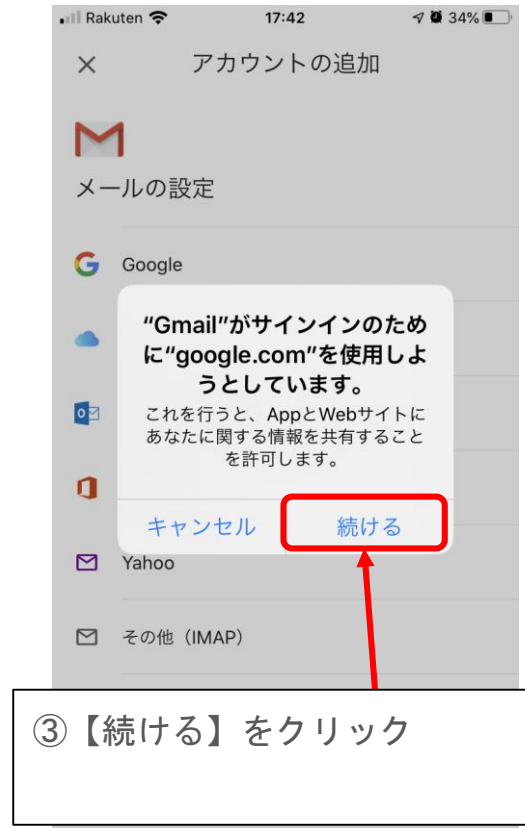 Rakuten 17:42 34%
アカウントの追加
メールの設定
Google
“Gmail”がサインインのため
に“google.com”を使用しよ
うとしています。
これを行うと、AppとWebサイトに
あなたに関する情報を共有すること
を許可します。
キャンセル 続ける
Yahoo
その他（IMAP）
③【続ける】をクリック